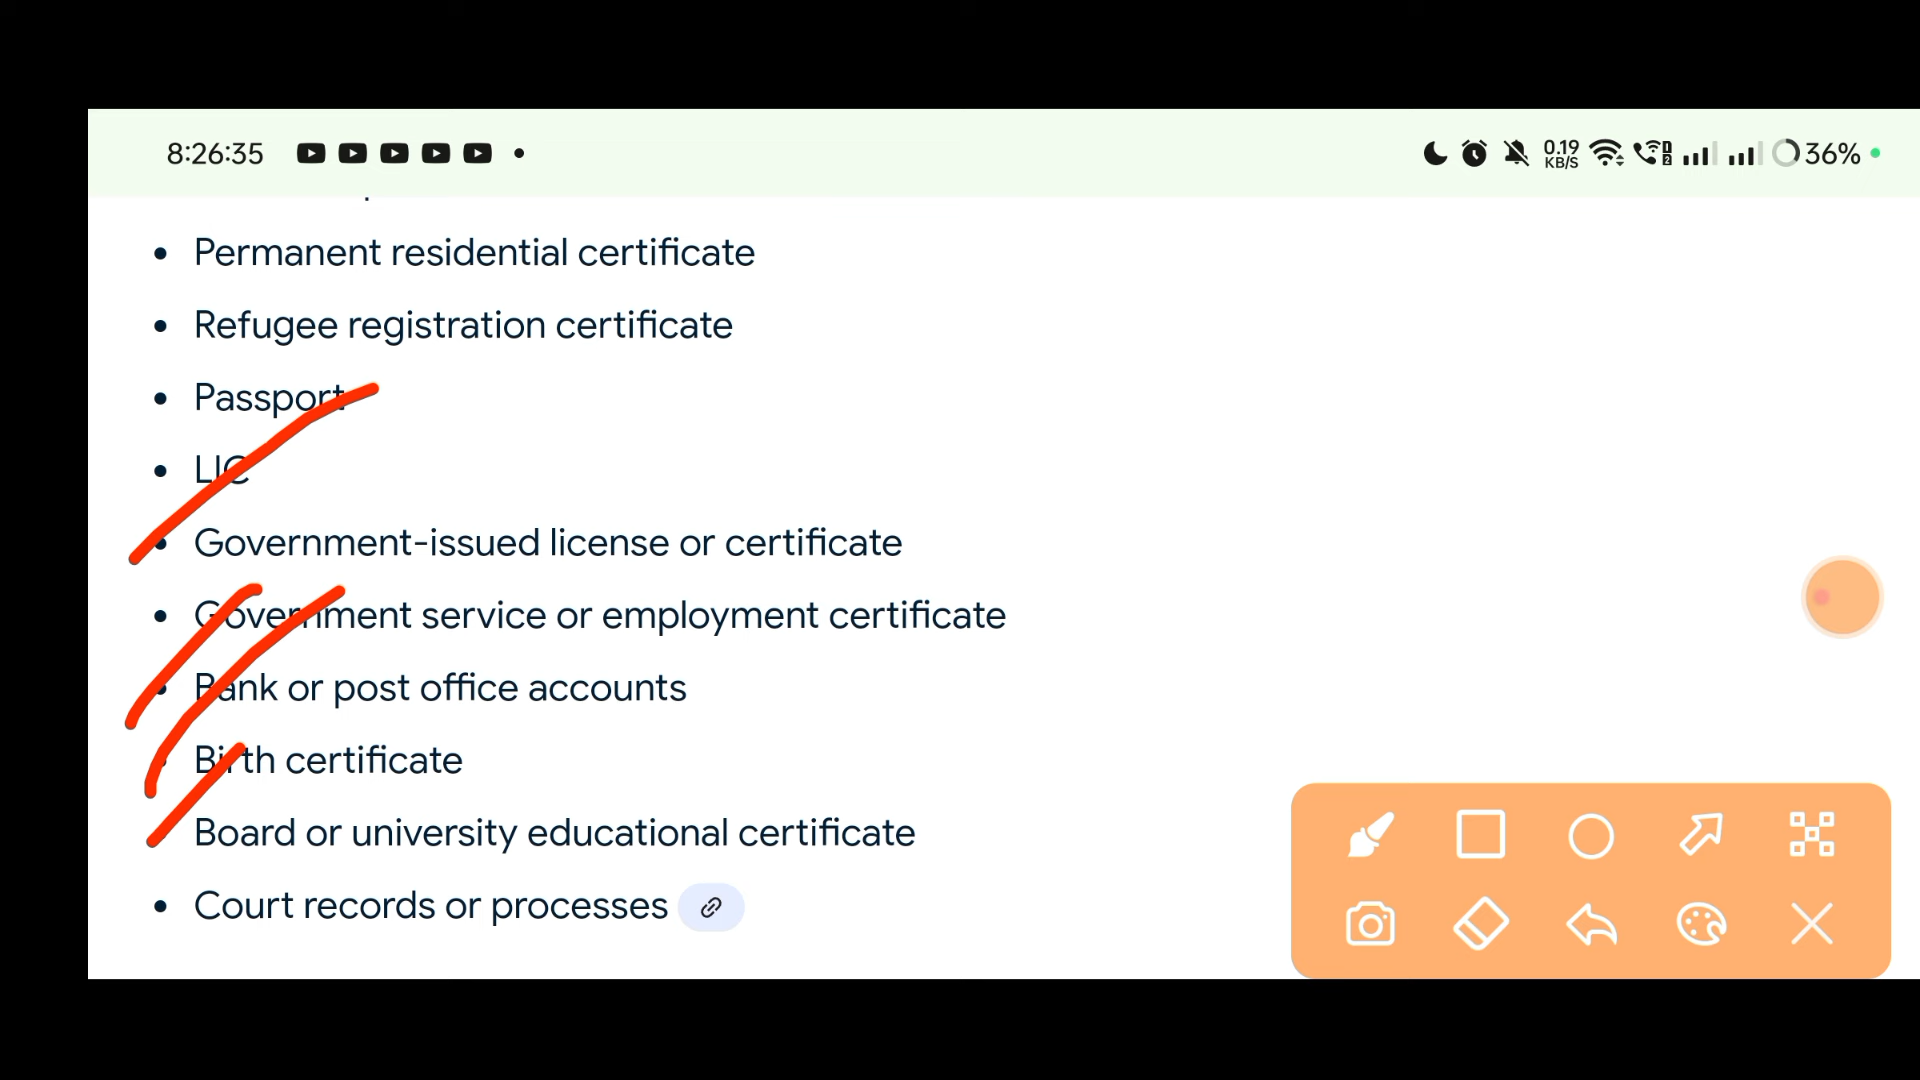 8:26:35
0.19
KB/S
36%
Permanent residential certificate
Refugee registration certificate
Passport
LIC
Government-issued license or certificate
Government service or employment certificate
Bank or post office accounts
Birth certificate
Board or university educational certificate
Court records or processes